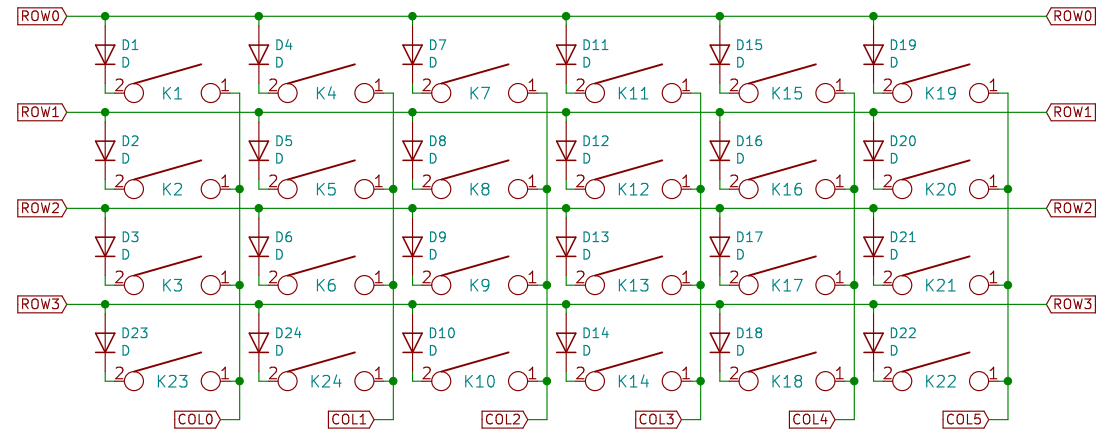 ROW0 ROW0
D1 D4 D7 D11 D15 D19
D D D D D D
2 K1 1 2 K4 1 2 K7 1 2 K11 1 2 K15 1 2 K19 1
ROW1 ROW1
D2 D5 D8 D12 D16 D20
D D D D D D
2 K2 1 2 K5 1 2 K8 1 2 K12 1 2 K16 1 2 K20 1
ROW2 ROW2
D3 D6 D9 D13 D17 D21
D D D D D D
2 K3 1 2 K6 1 2 K9 1 2 K13 1 2 K17 1 2 K21 1
ROW3 ROW3
D23 D24 D10 D14 D18 D22
D D D D D D
2 K23 1 2 K24 1 2 K10 1 2 K14 1 2 K18 1 2 K22 1
COL0 COL1 COL2 COL3 COL4 COL5